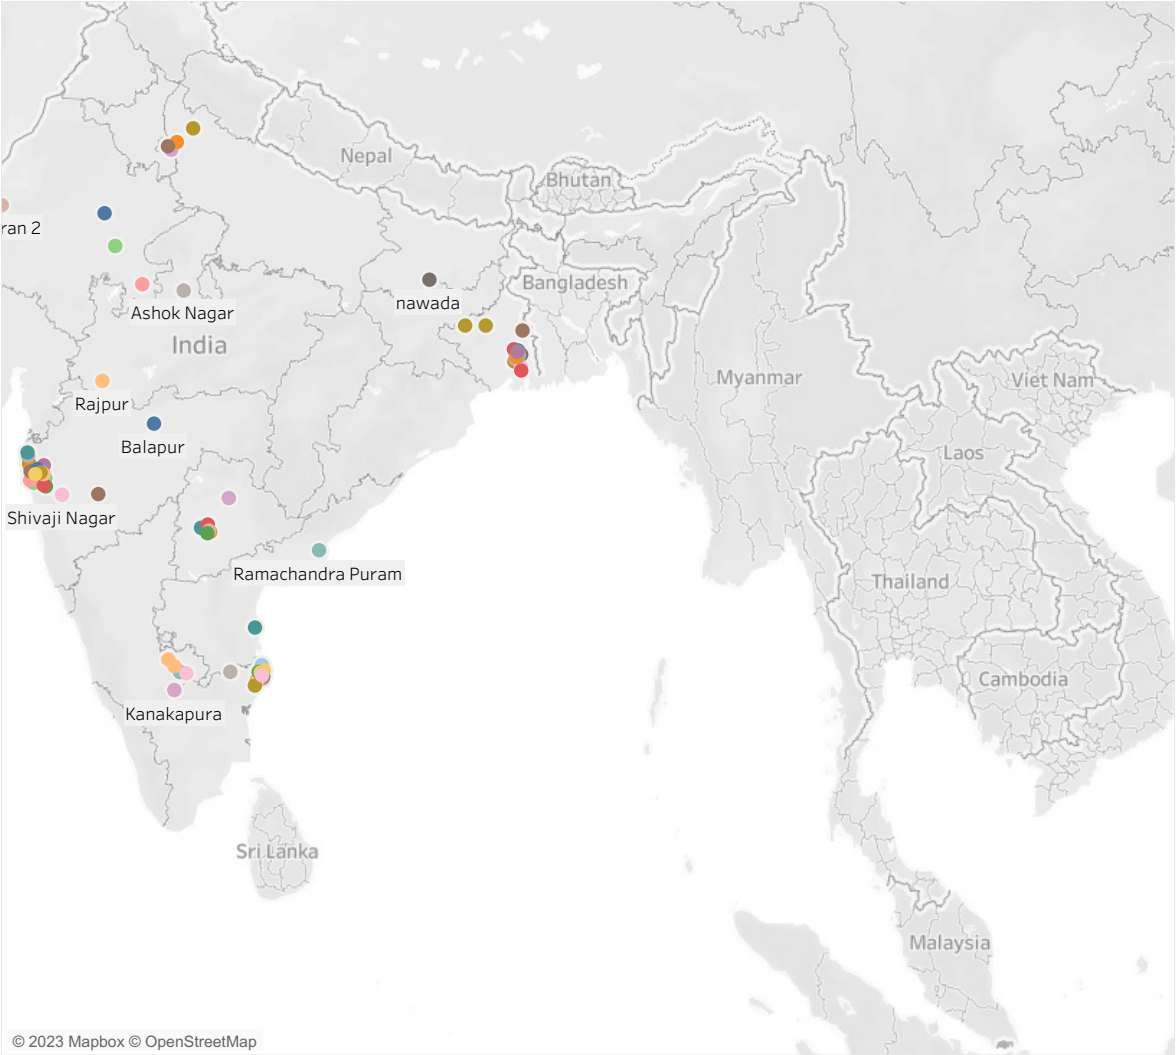 Nepal
Bhutan
ran 2
nawada
Bangladesh
Ashok Nagar
India
Myanmar
Viet Nam
Rajpur
Balapur
Laos
Shivaji Nagar
Ramachandra Puram
Thailand
Cambodia
Kanakapura
Sri Lanka
Malaysia
© 2023 Mapbox © OpenStreetMap